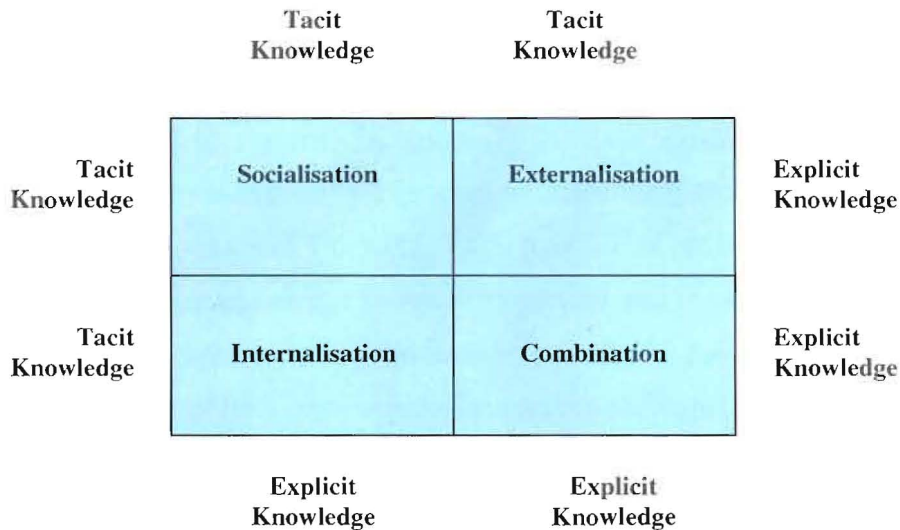 Tacit Tacit
Knowledge Knowledge
Tacit Socialisation Externalisation Explicit
Knowledge Knowledge
Tacit Internalisation Combination Explicit
Knowledge Knowledge
Explicit Explicit
Knowledge Knowledge